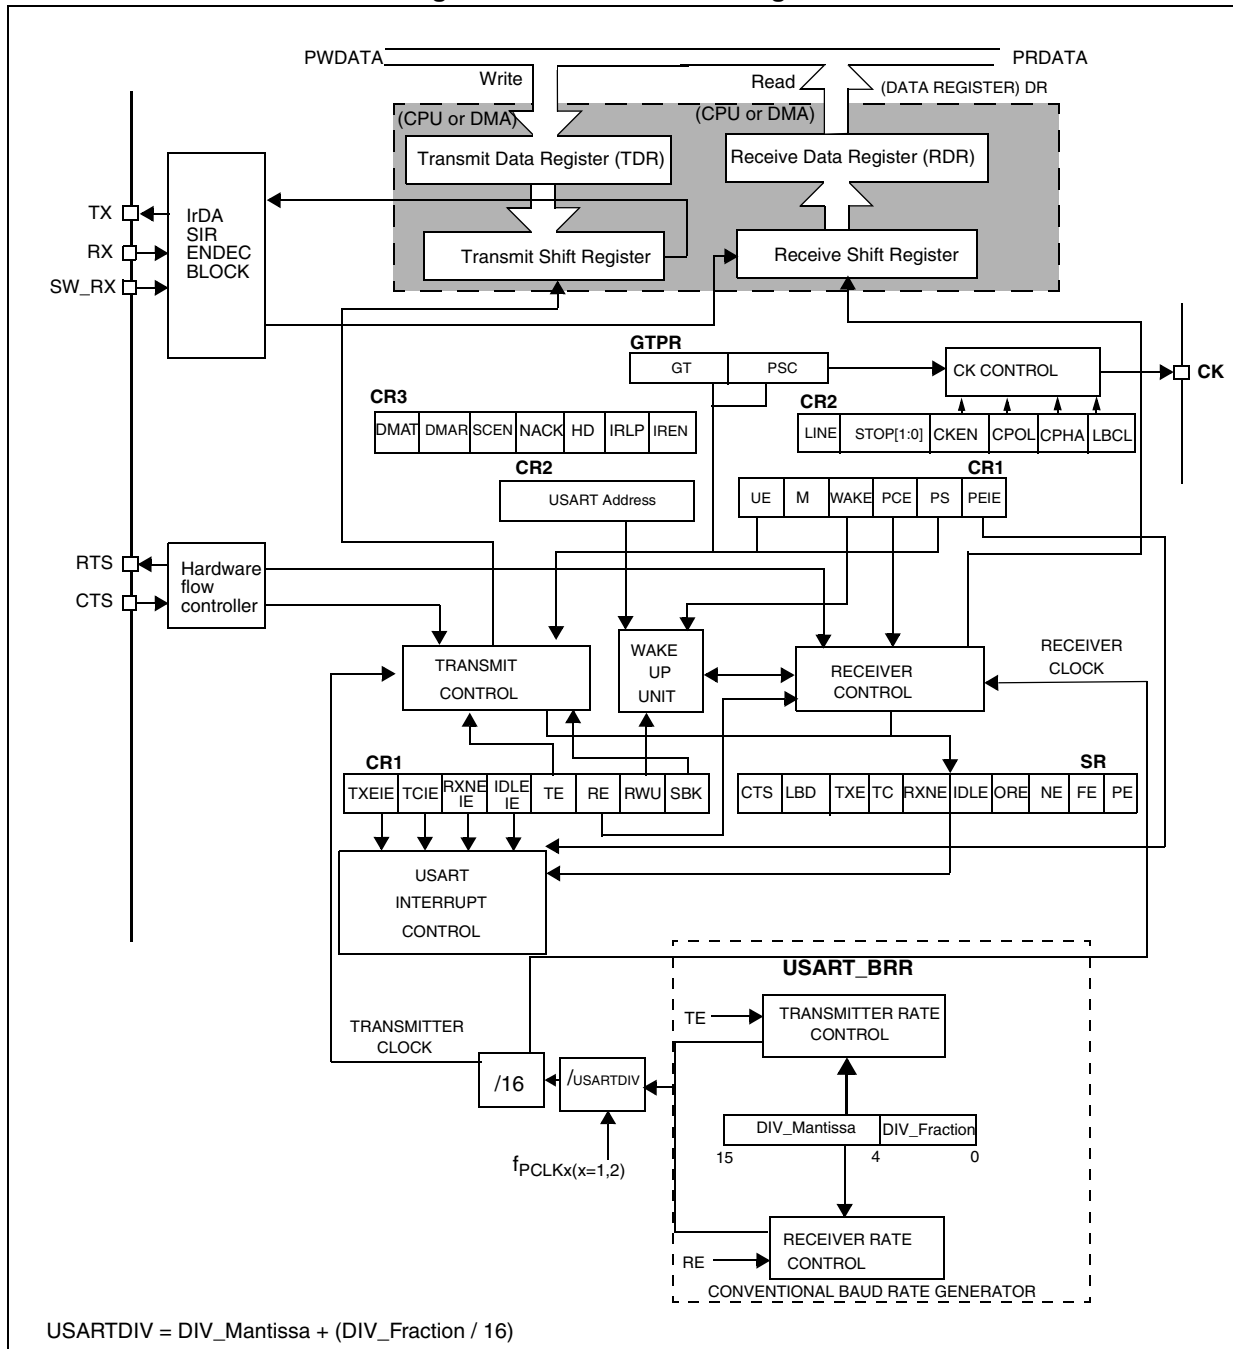 PWDATA
PRDATA
Write
Read
(DATA REGISTER) DR
(CPU or DMA)
(CPU or DMA)
Transmit Data Register (TDR)
Receive Data Register (RDR)
TX
RX
SW_RX
IrDA
SIR
ENDEC
BLOCK
Transmit Shift Register
Receive Shift Register
GTPR
GT
PSC
CK CONTROL
CK
CR3
DMAT DMAR SCEN NACK HD IRLP IREN
CR2
LINE STOP[1:0] CKEN CPOL CPHA LBCL
CR2
USART Address
CR1
UE M WAKE PCE PS PEIE
RTS
CTS
Hardware
flow
controller
TRANSMIT
CONTROL
WAKE
UP
UNIT
RECEIVER
CONTROL
RECEIVER
CLOCK
CR1
TXEIE TCIE RXNE IE IDLE IE TE RE RWU SBK
SR
CTS LBD TXE TC RXNE IDLE ORE NE FE PE
USART
INTERRUPT
CONTROL
USART_BRR
TE
TRANSMITTER RATE
CONTROL
TRANSMITTER
CLOCK
/16
/USARTDIV
fPCLKx(x=1,2)
DIV_Mantissa
DIV_Fraction
15
4
0
RE
RECEIVER RATE
CONTROL
CONVENTIONAL BAUD RATE GENERATOR
USARTDIV = DIV_Mantissa + (DIV_Fraction / 16)